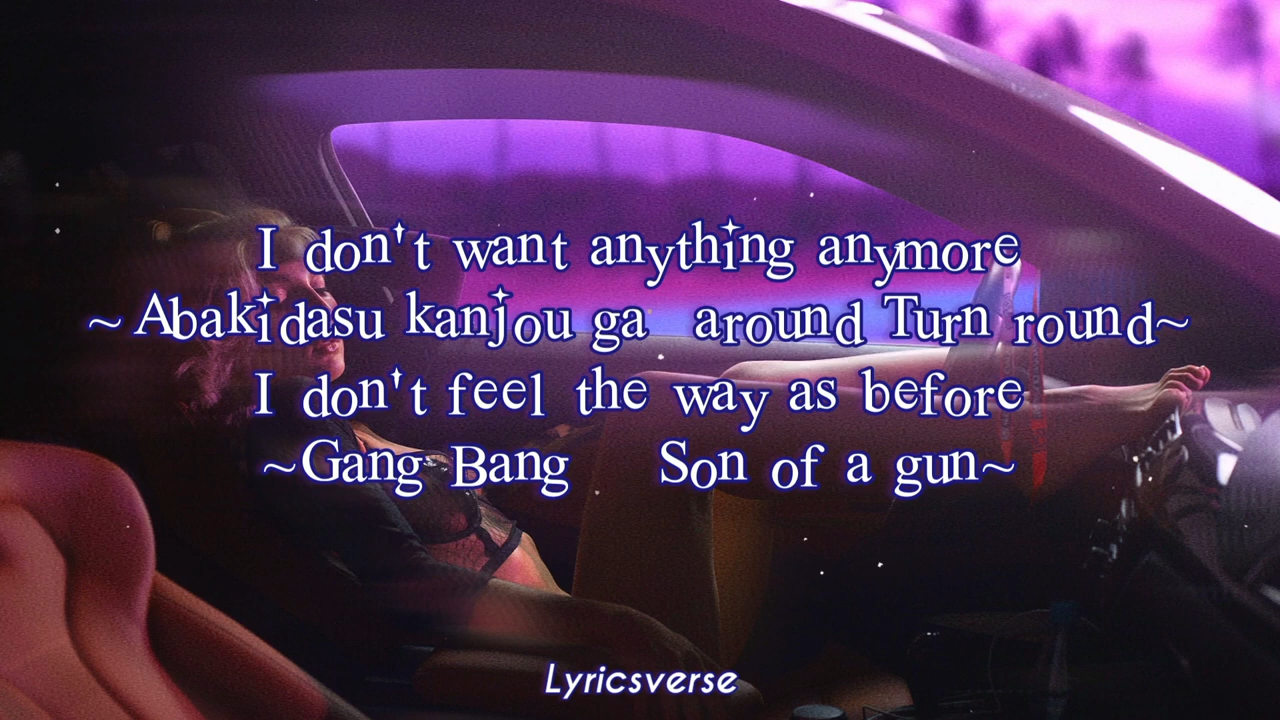 I don't want anything anymore
~Abakidasu kanjou ga around Turn round~
I don't feel the way as before
~Gang Bang Son of a gun~
Lyricsverse